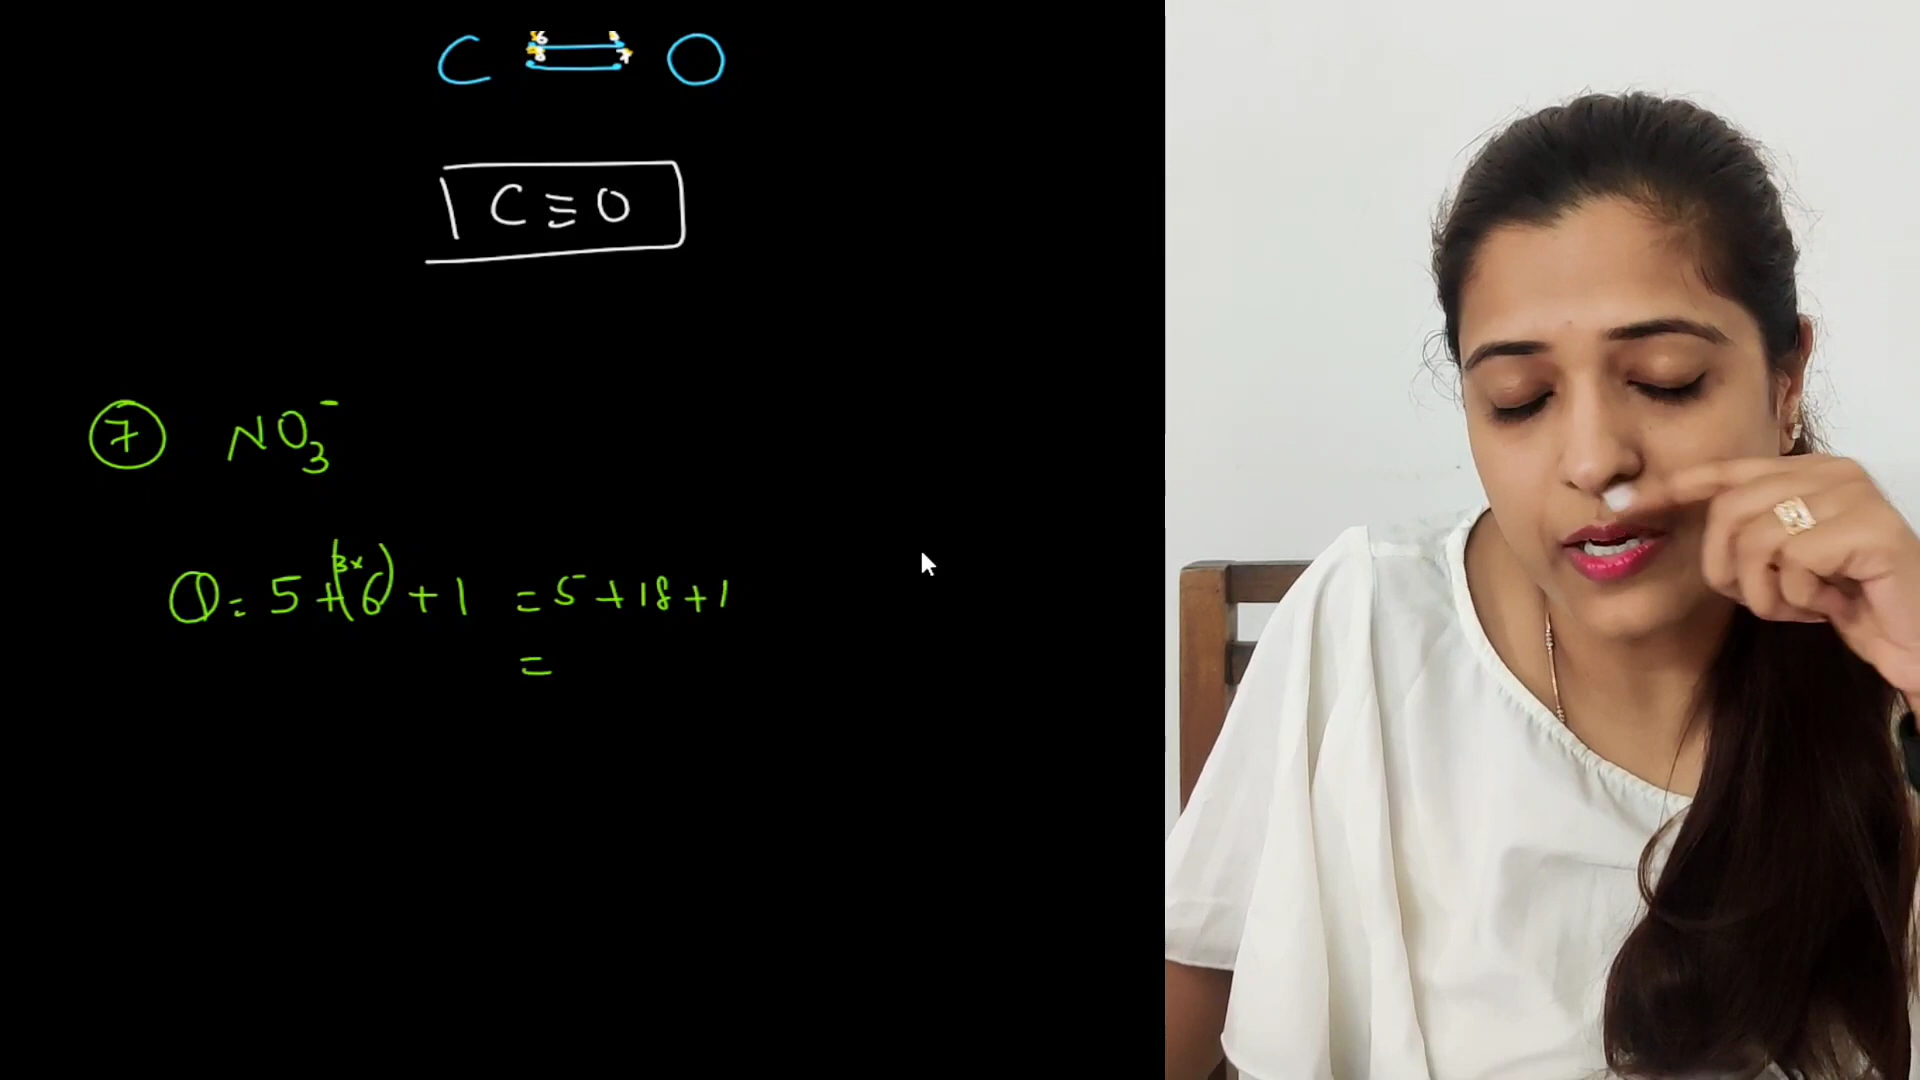 C O
C ≡ O
7 NO₃⁻
① = 5 + (3×6) + 1 = 5 + 18 + 1
=